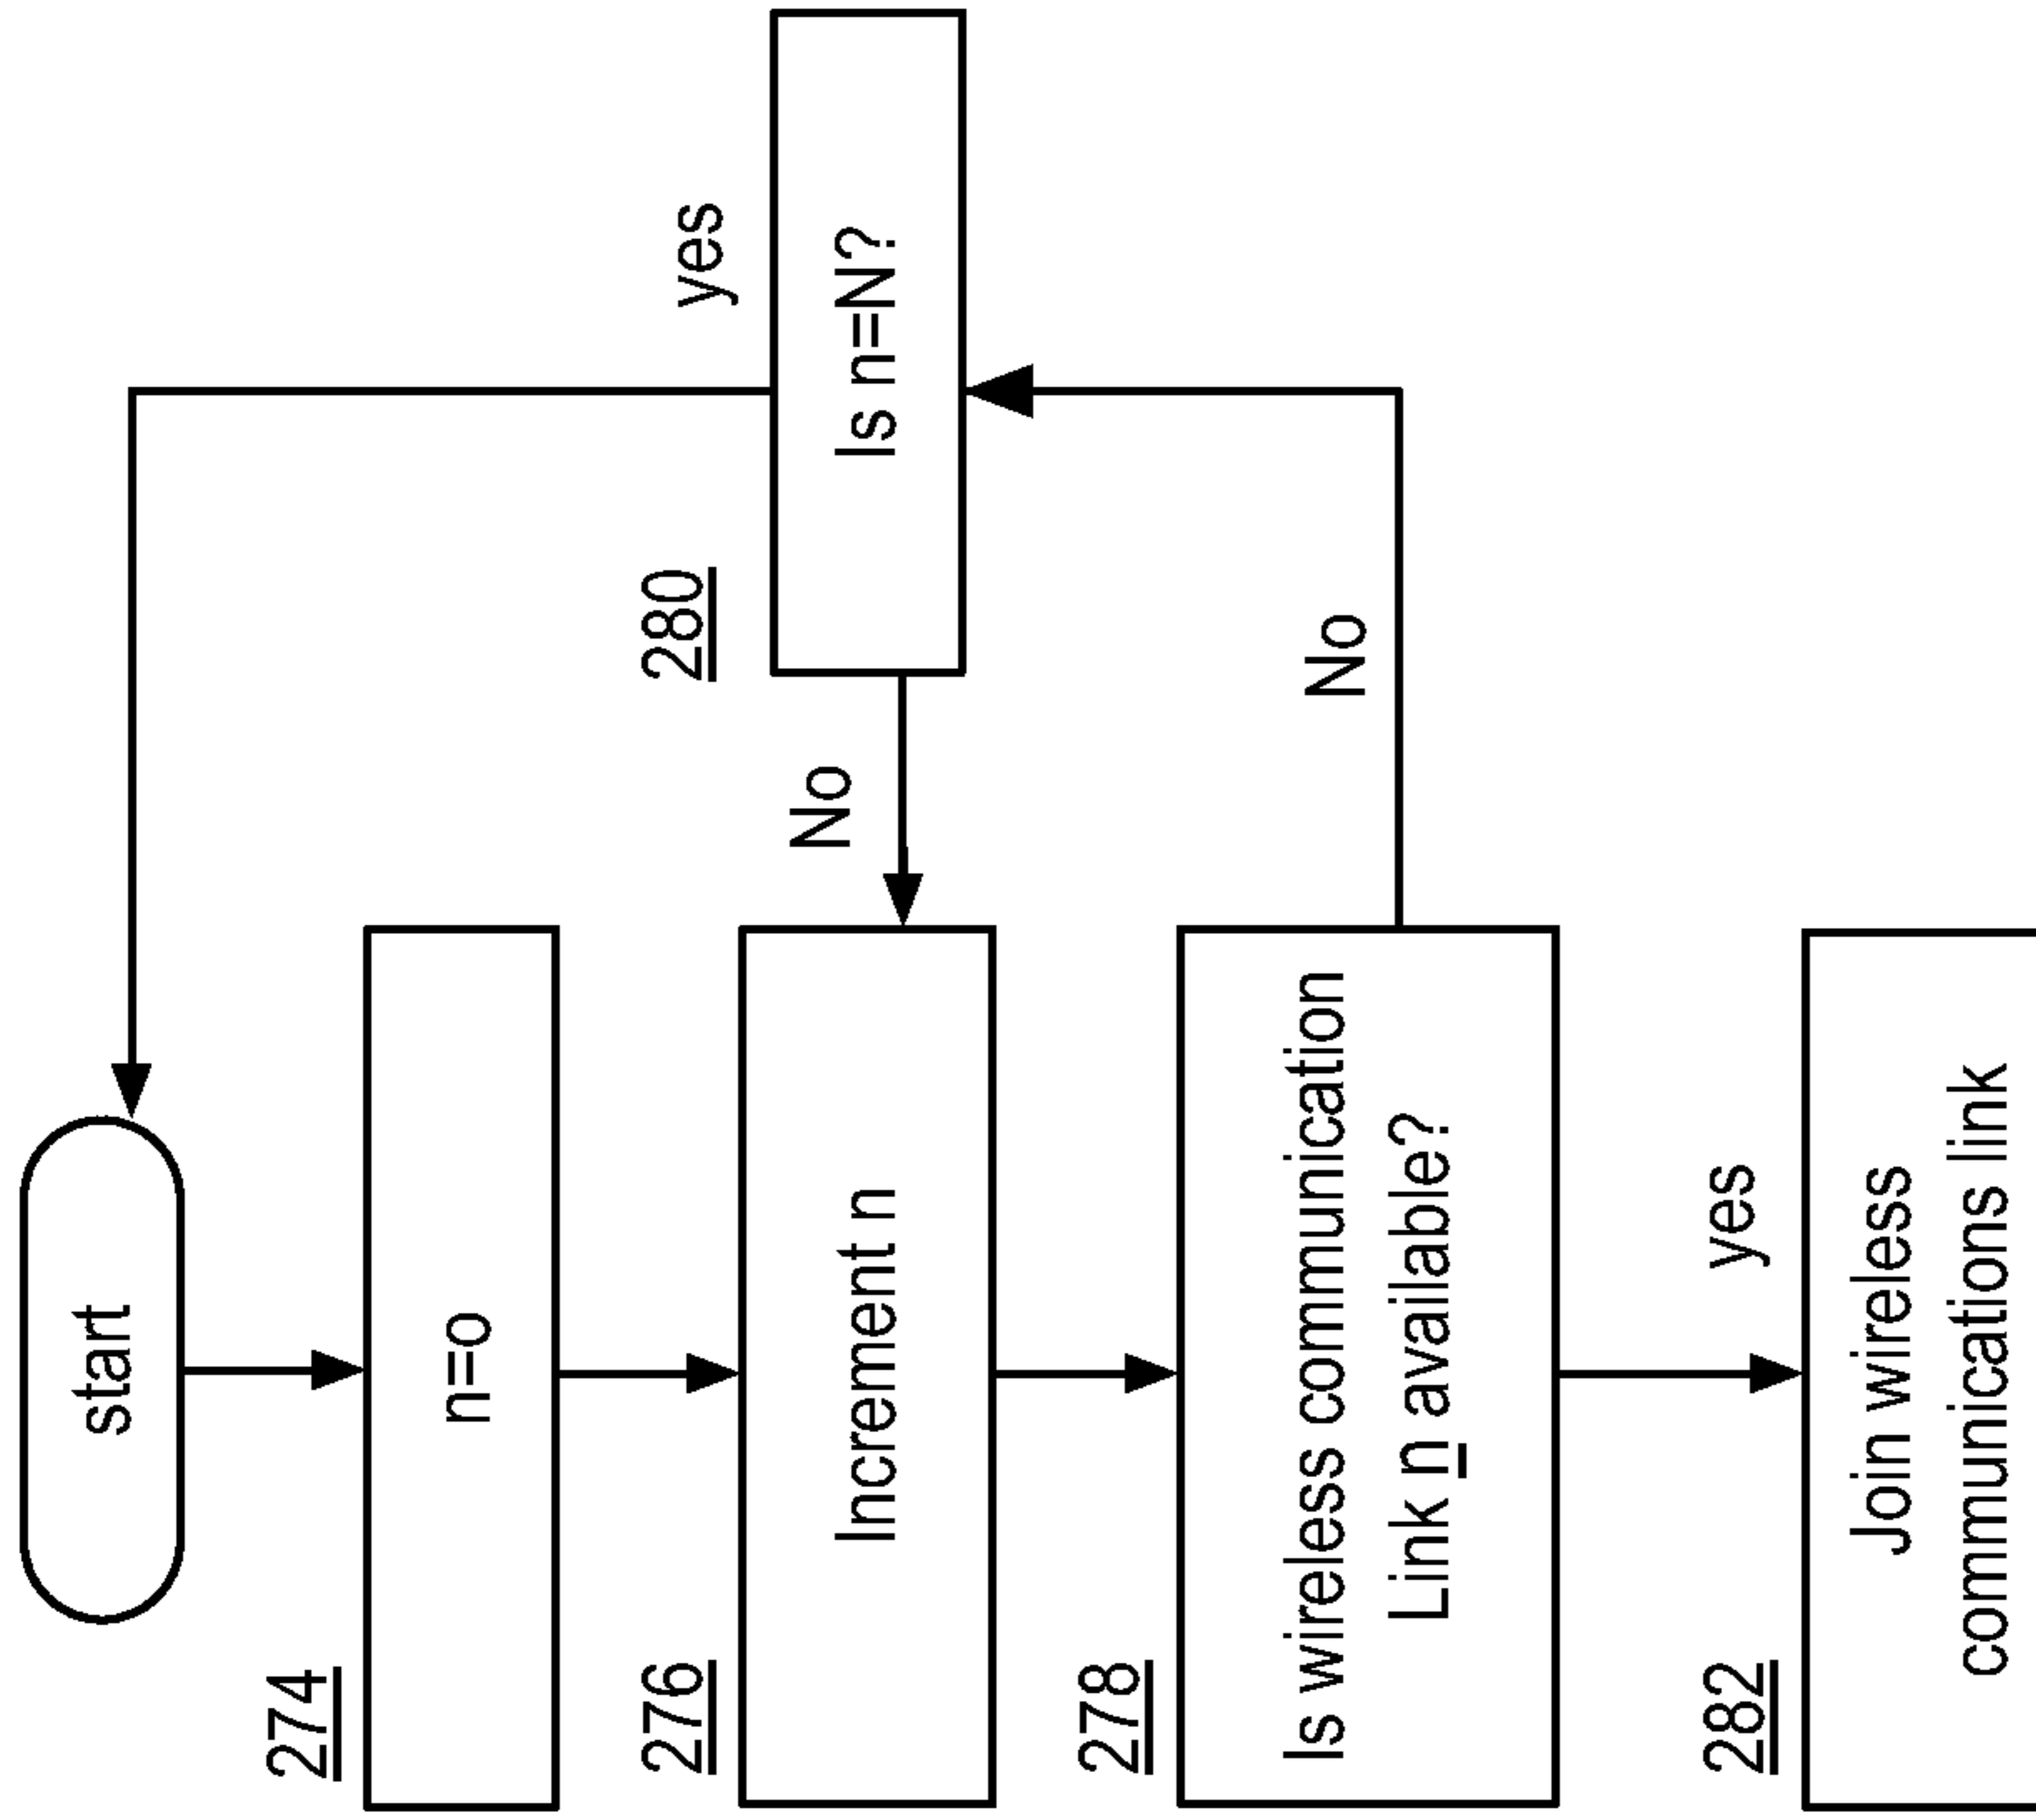 start
274
n=o
276
Increment n
278
Is wireless communication
Link n available?
No
280
Is n=N?
yes
No
yes
282
Join wireless
communications link